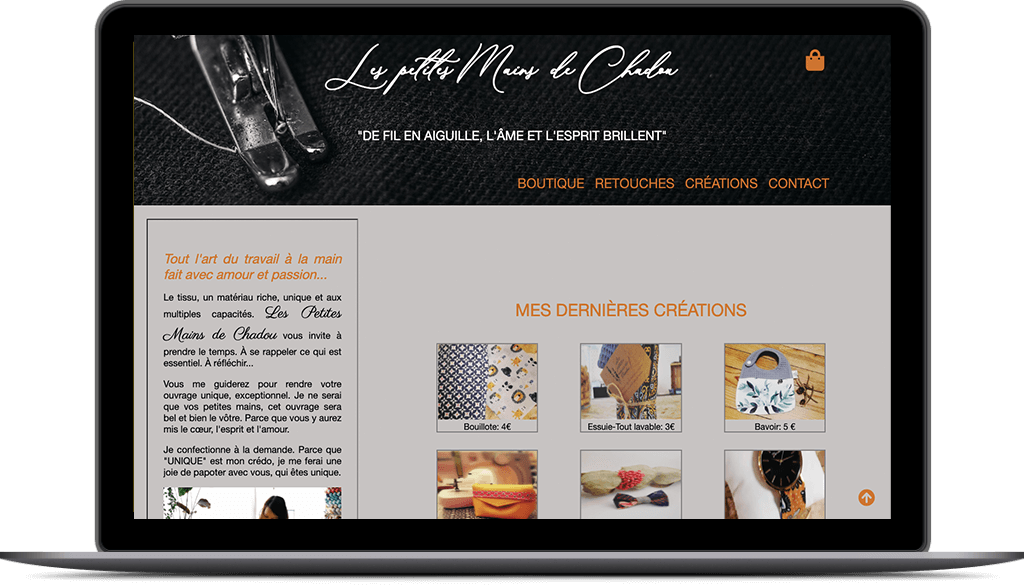 Les petites Mains de Chadou
"DE FIL EN AIGUILLE, L'ÂME ET L'ESPRIT BRILLENT"
BOUTIQUE RETOUCHES CRÉATIONS CONTACT
Tout l'art du travail à la main
fait avec amour et passion...
Le tissu, un matériau riche, unique et aux
multiples capacités. Les Petites
Mains de Chadou vous invite à
prendre le temps. À se rappeler ce qui est
essentiel. À réfléchir...
Vous me guiderez pour rendre votre
ouvrage unique, exceptionnel. Je ne serai
que vos petites mains, cet ouvrage sera
bel et bien le vôtre. Parce que vous y aurez
mis le cœur, l'esprit et l'amour.
Je confectionne à la demande. Parce que
"UNIQUE" est mon crédo, je me ferai une
joie de papoter avec vous, qui êtes unique.
MES DERNIÈRES CRÉATIONS
Bouillote: 4€
Essuie-Tout lavable: 3€
Bavoir: 5 €